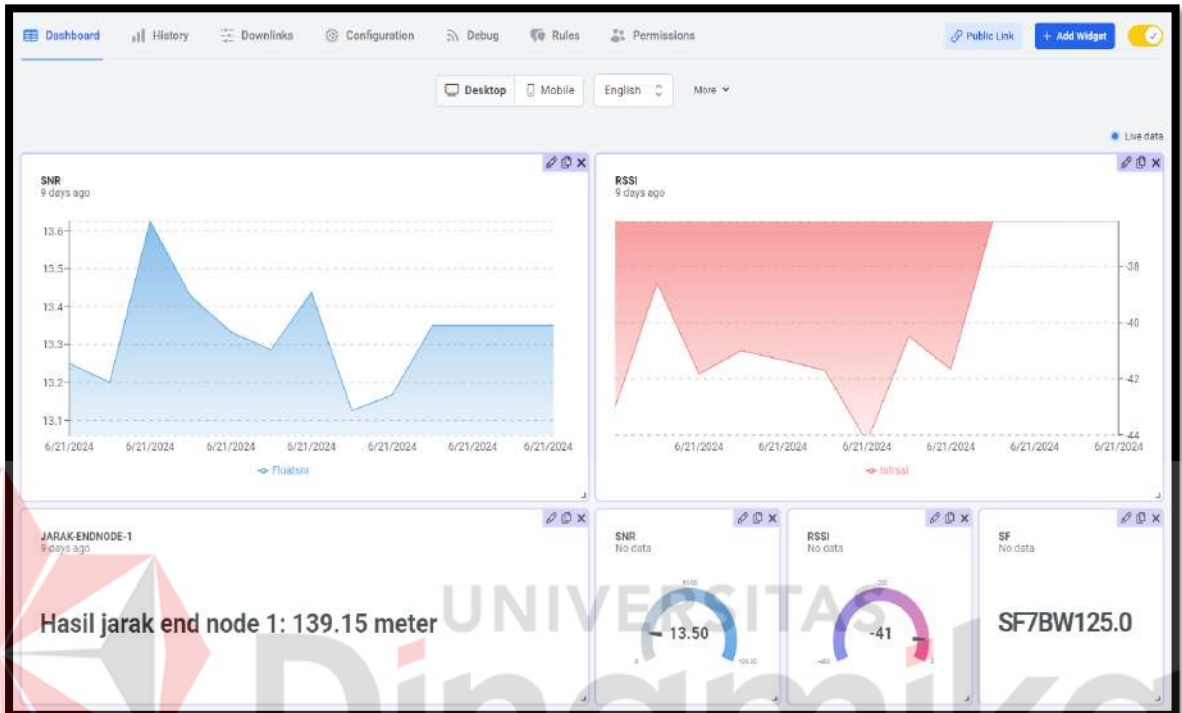 Dashboard History Downlinks Configuration Debug Rules Permissions Public Link + Add Widget
Desktop Mobile English More
Live data
SNR
9 days ago
13.6
13.5
13.4
13.3
13.2
13.1
6/21/2024 6/21/2024 6/21/2024 6/21/2024 6/21/2024 6/21/2024 6/21/2024
Floatsnr
RSSI
9 days ago
-38
-40
-42
-44
6/21/2024 6/21/2024 6/21/2024 6/21/2024 6/21/2024 6/21/2024
Intrssi
JARAK-ENDNODE-1
9 days ago
Hasil jarak end node 1: 139.15 meter
SNR
No data
13.50
0
RSSI
No data
-41
SF
No data
SF7BW125.0
UNIVERSITAS
Dinamika